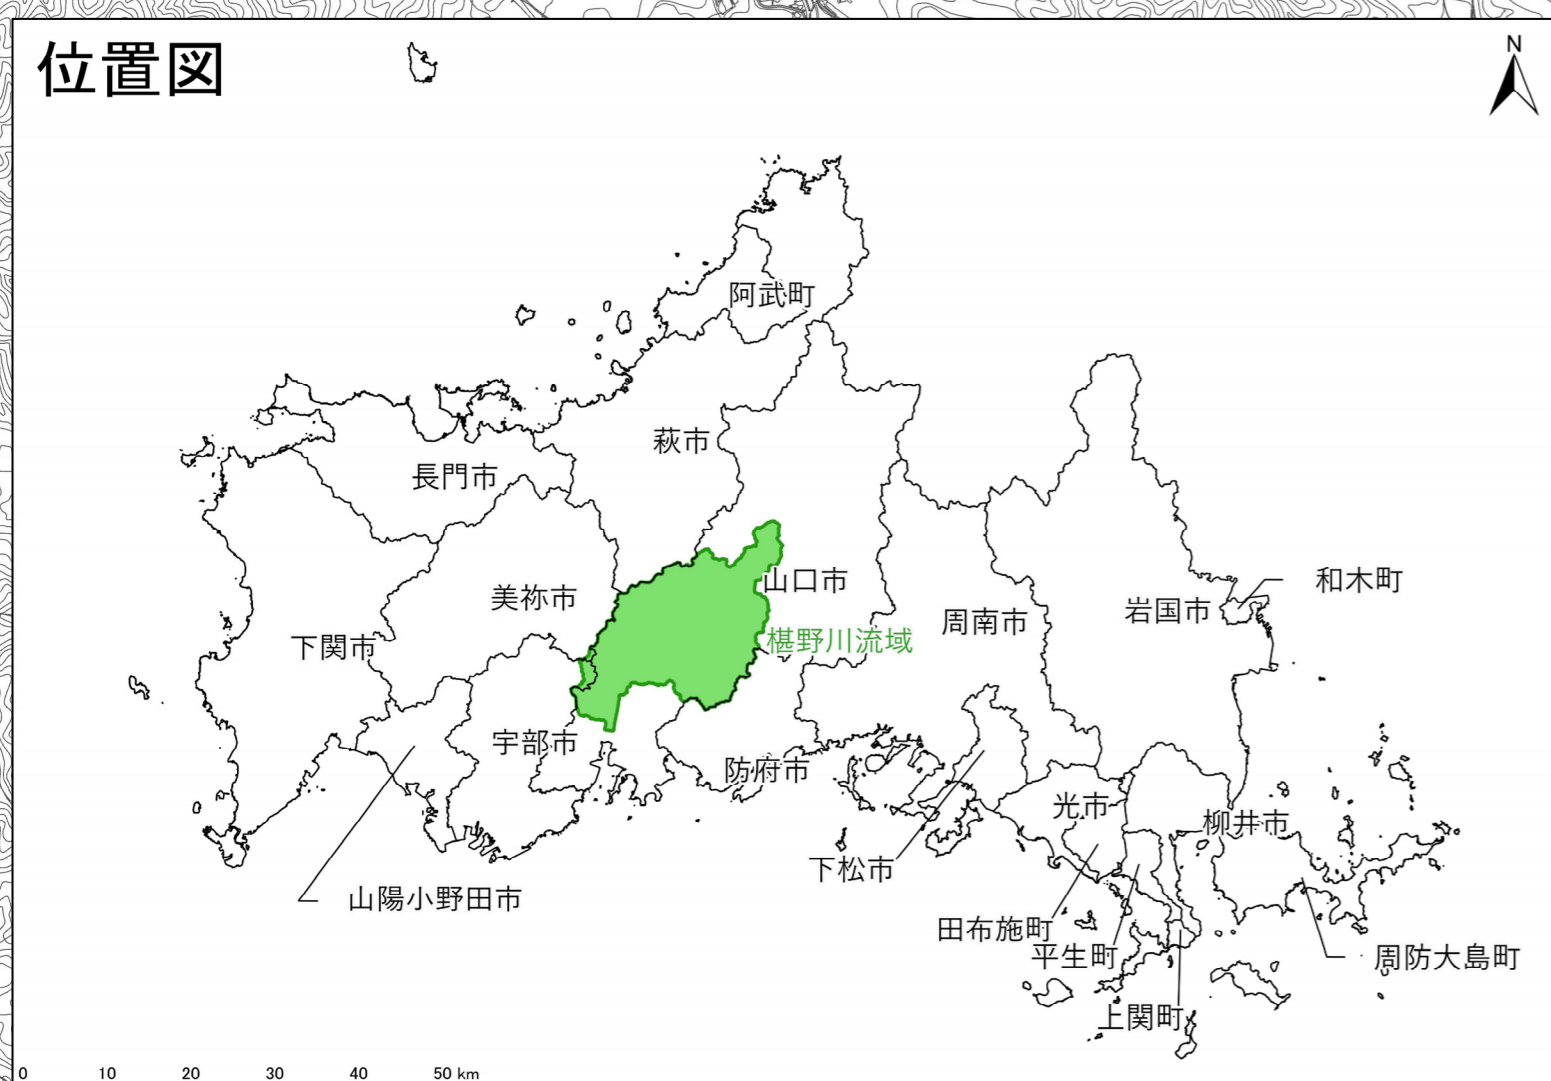 位置図
N
阿武町
萩市
長門市
山口市
美祢市
和木町
岩国市
周南市
椹野川流域
下関市
宇部市
防府市
光市
柳井市
下松市
山陽小野田市
田布施町
平生町
周防大島町
上関町
0 10 20 30 40 50 km